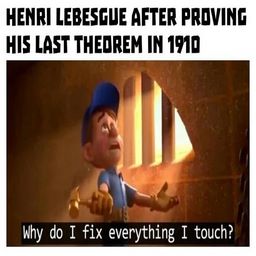 HENRI LEBESGUE AFTER PROVING
HIS LAST THEOREM IN 1910
Why do I fix everything I touch?